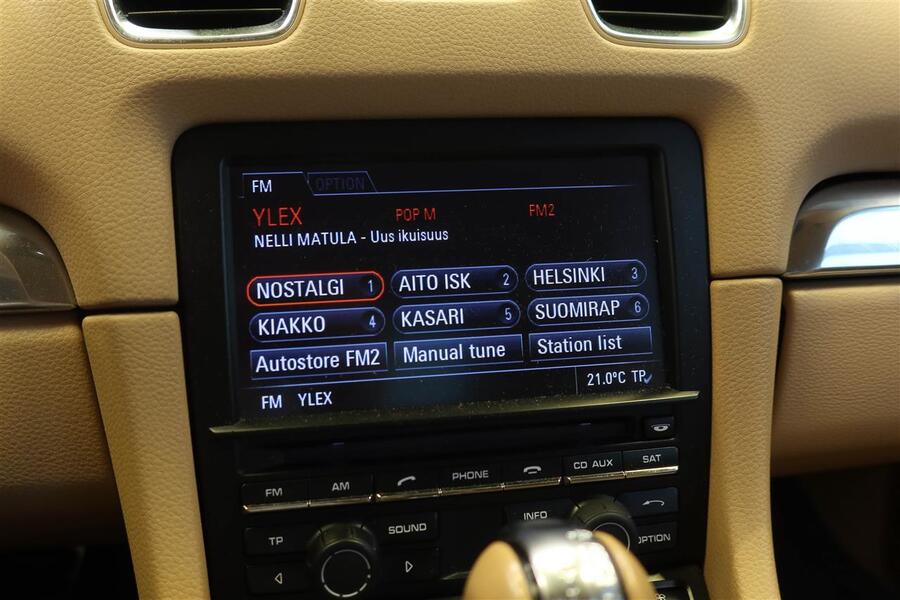 FM OPTION
YLEX POP M FM2
NELLI MATULA - Uus ikuisuus
NOSTALGI 1 AITO ISK 2 HELSINKI 3
KIAKKO 4 KASARI 5 SUOMIRAP 6
Autostore FM2 Manual tune Station list
FM YLEX 21.0°C TP
FM AM PHONE CD AUX SAT
TP SOUND INFO
OPTION